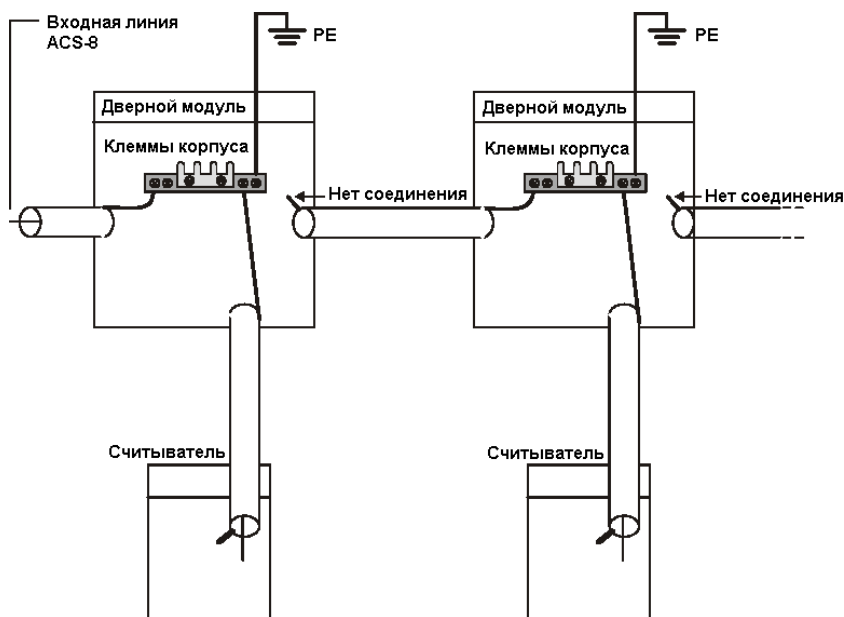 Входная линия
ACS-8
PE
PE
Дверной модуль
Дверной модуль
Клеммы корпуса
Клеммы корпуса
Нет соединения
Нет соединения
Считыватель
Считыватель